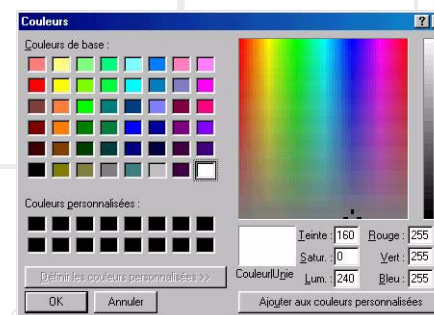 Couleurs
Couleurs de base :
Couleurs personnalisées :
Définir les couleurs personnalisées >>
OK Annuler
Couleur|Unie
Teinte : 160 Rouge : 255
Satur. : 0 Vert : 255
Lum. : 240 Bleu : 255
Ajouter aux couleurs personnalisées